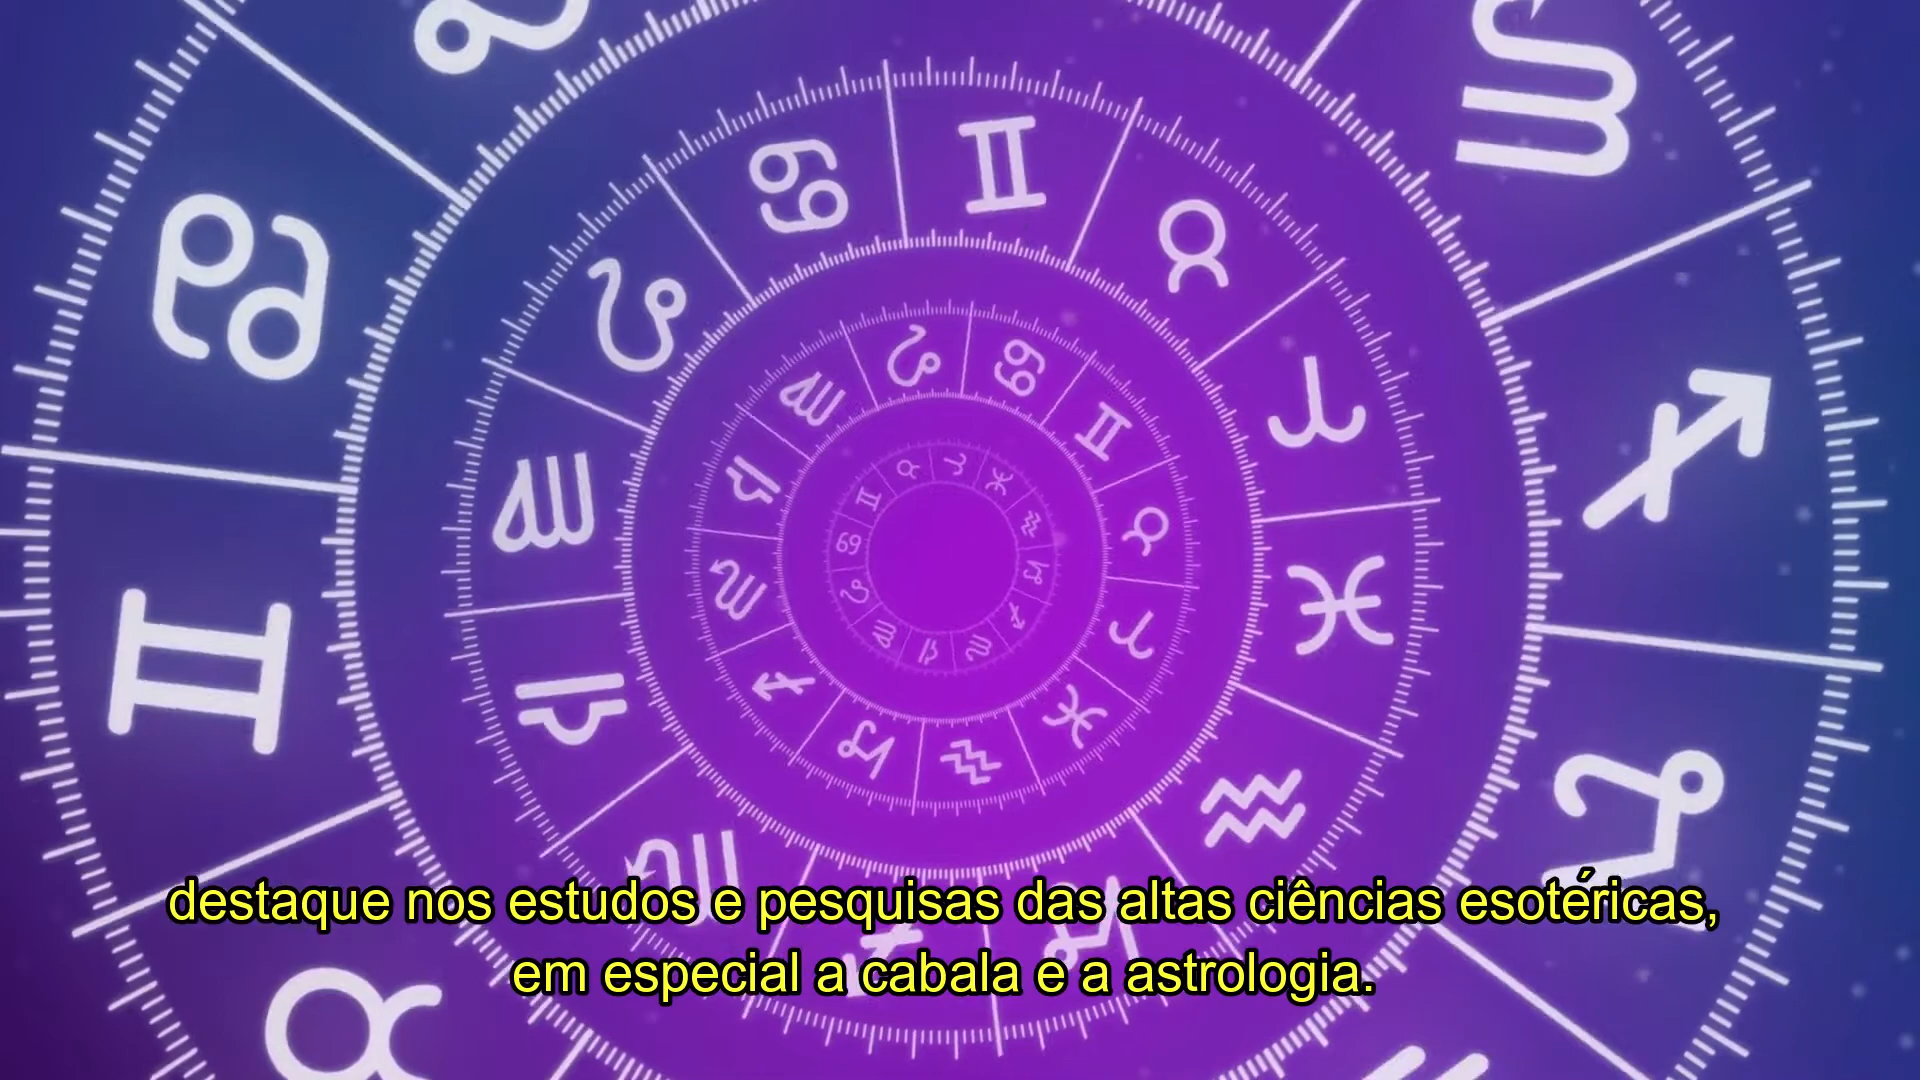 destaque nos estudos e pesquisas das altas ciências esotéricas,
em especial a cabala e a astrologia.